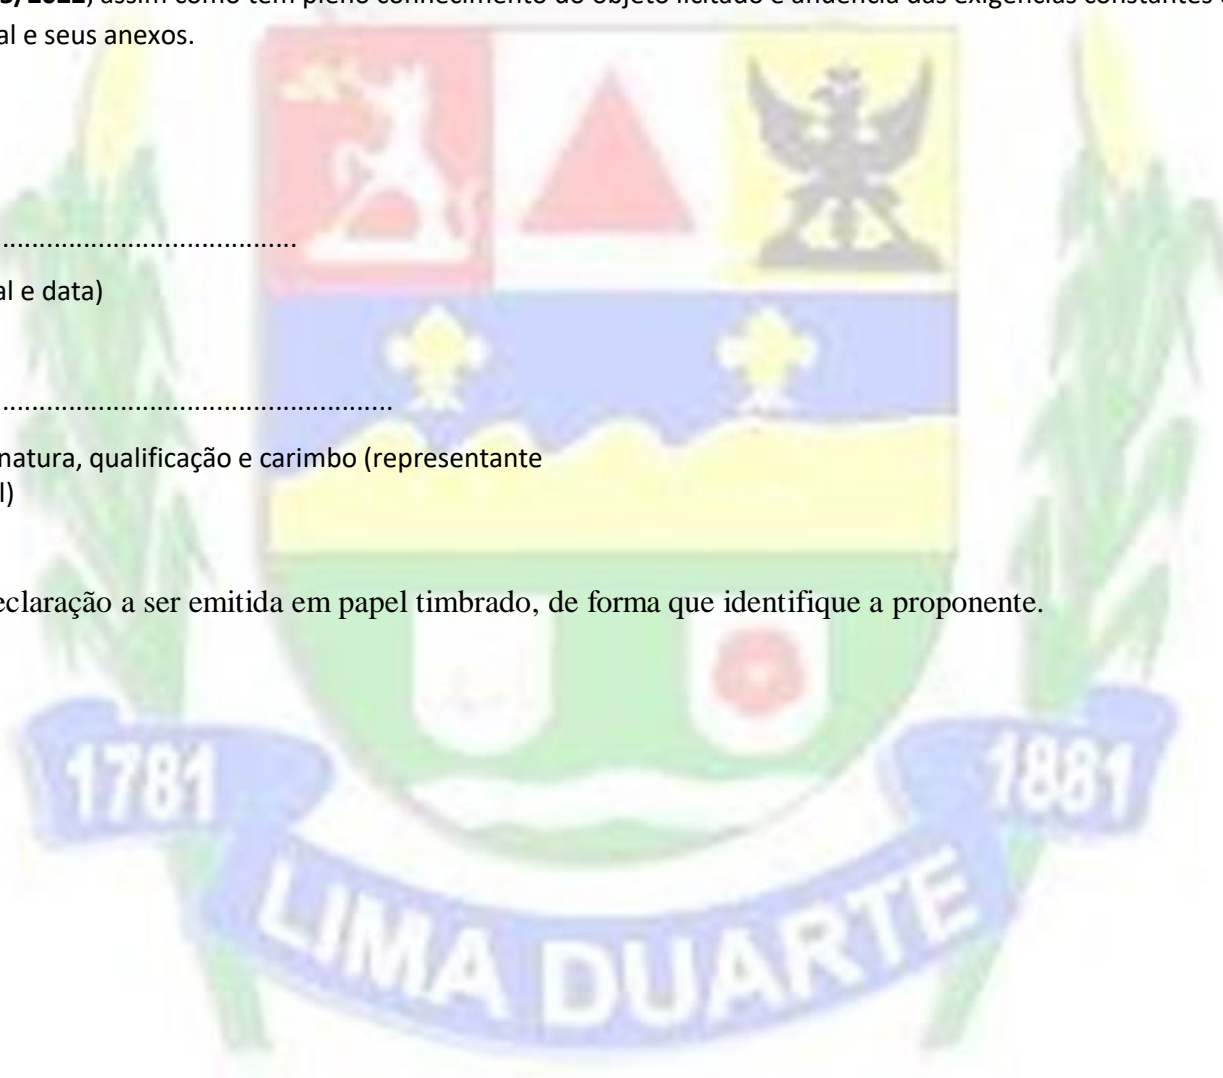 /2022, assim como tem pleno conhecimento do objeto licitado e anuência das exigências constantes
al e seus anexos.
................................................
al e data)
................................................................
natura, qualificação e carimbo (representante
l)
eclaração a ser emitida em papel timbrado, de forma que identifique a proponente.
1781
1881
LIMA DUARTE